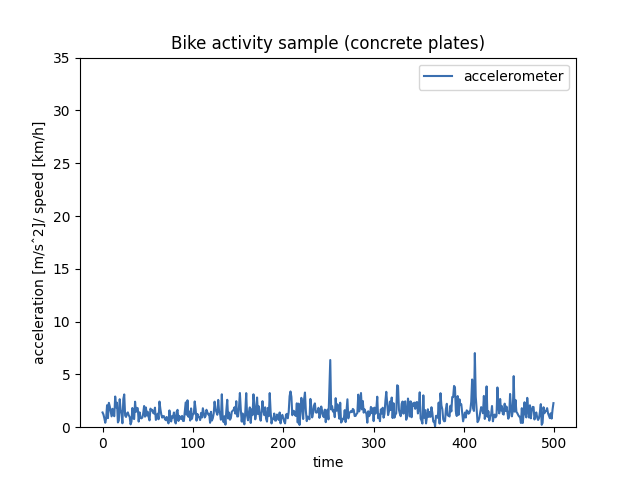 Bike activity sample (concrete plates)
accelerometer
acceleration [m/sˆ2]/ speed [km/h]
35
30
25
20
15
10
5
0
0 100 200 300 400 500
time